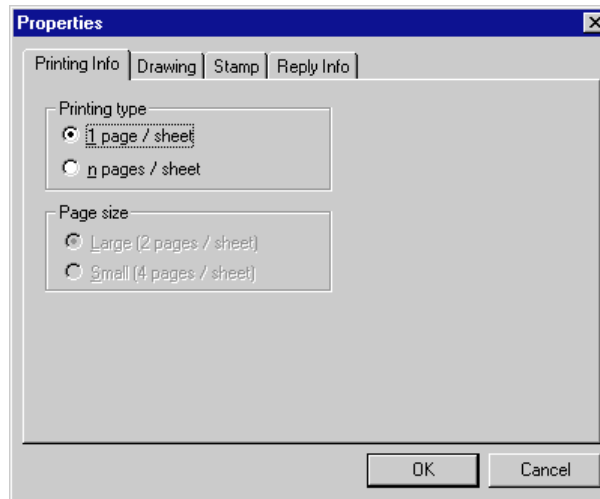 Properties
Printing Info Drawing Stamp Reply Info
Printing type
1 page / sheet
n pages / sheet
Page size
Large (2 pages / sheet)
Small (4 pages / sheet)
OK Cancel